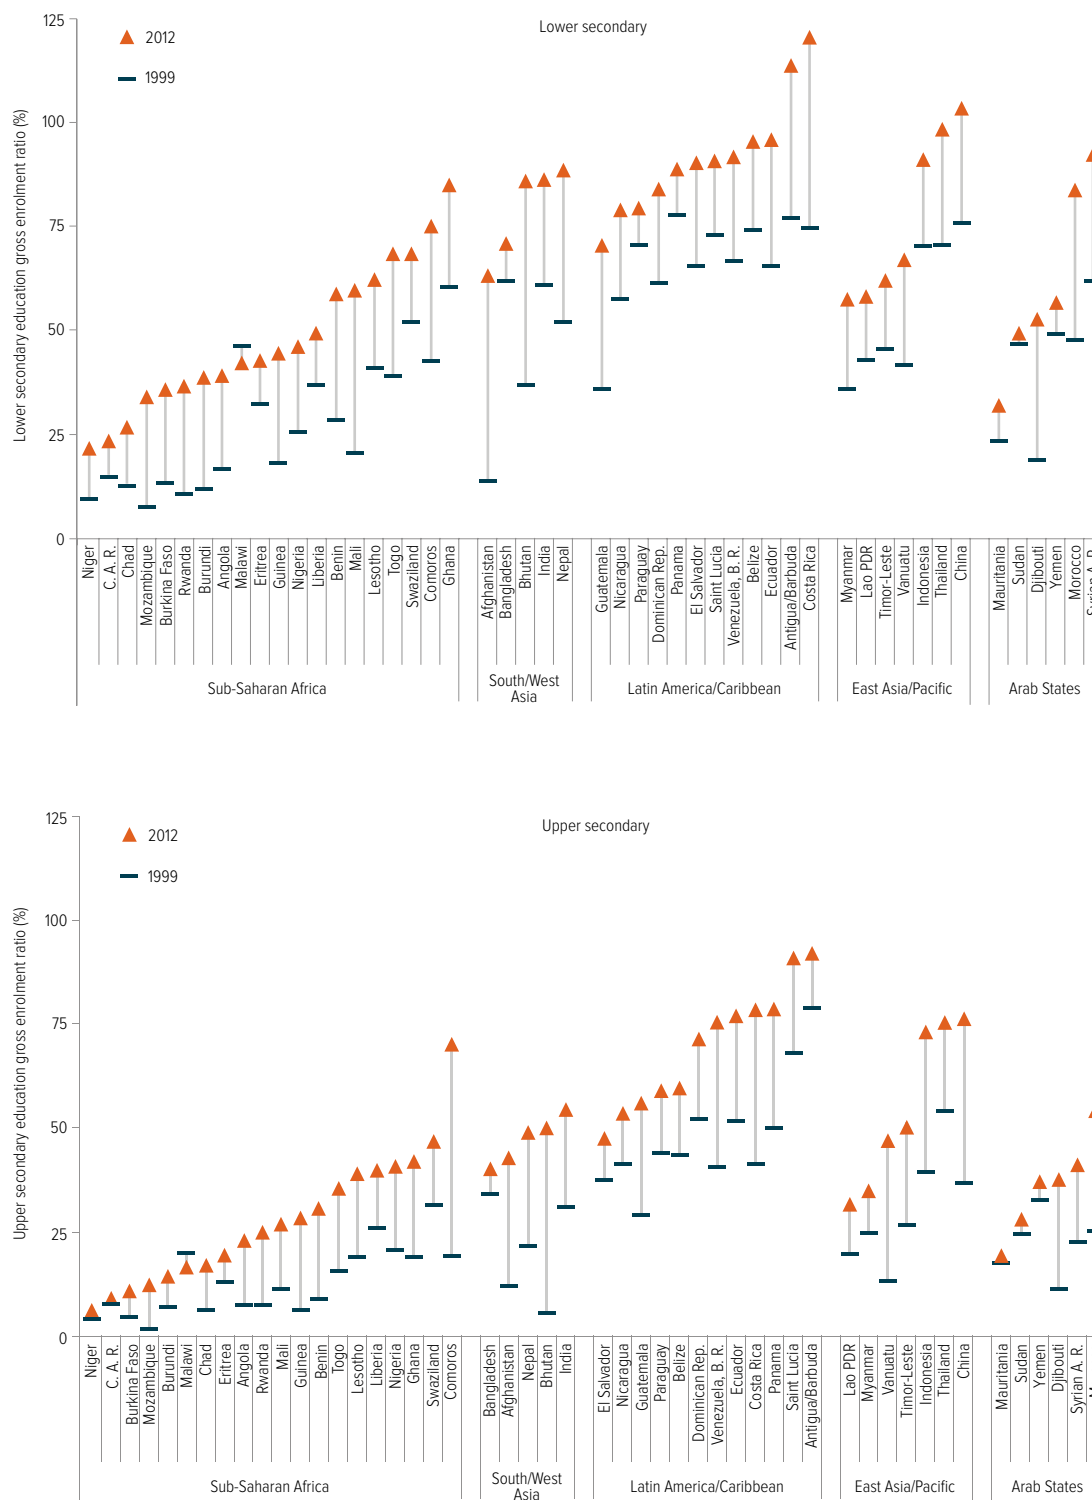 Lower secondary
2012
1999
Lower secondary education gross enrolment ratio (%)
125
100
75
50
25
0
Niger
C. A. R.
Chad
Mozambique
Burkina Faso
Rwanda
Burundi
Angola
Malawi
Eritrea
Guinea
Nigeria
Liberia
Benin
Mali
Lesotho
Togo
Swaziland
Comoros
Ghana
Afghanistan
Bangladesh
Bhutan
India
Nepal
Guatemala
Nicaragua
Paraguay
Dominican Rep.
Panama
El Salvador
Saint Lucia
Venezuela, B. R.
Belize
Ecuador
Antigua/Barbuda
Costa Rica
Myanmar
Lao PDR
Timor-Leste
Vanuatu
Indonesia
Thailand
China
Mauritania
Sudan
Djibouti
Yemen
Morocco
Sub-Saharan Africa
South/West
Asia
Latin America/Caribbean
East Asia/Pacific
Arab States
Upper secondary
2012
1999
Upper secondary education gross enrolment ratio (%)
125
100
75
50
25
0
Niger
C. A. R.
Burkina Faso
Mozambique
Burundi
Malawi
Chad
Eritrea
Angola
Rwanda
Mali
Guinea
Benin
Togo
Lesotho
Liberia
Nigeria
Ghana
Swaziland
Comoros
Bangladesh
Afghanistan
Nepal
Bhutan
India
El Salvador
Nicaragua
Guatemala
Paraguay
Belize
Dominican Rep.
Venezuela, B. R.
Ecuador
Costa Rica
Panama
Saint Lucia
Antigua/Barbuda
Lao PDR
Myanmar
Vanuatu
Timor-Leste
Indonesia
Thailand
China
Mauritania
Sudan
Yemen
Djibouti
Syrian A. R.
Sub-Saharan Africa
South/West
Asia
Latin America/Caribbean
East Asia/Pacific
Arab States